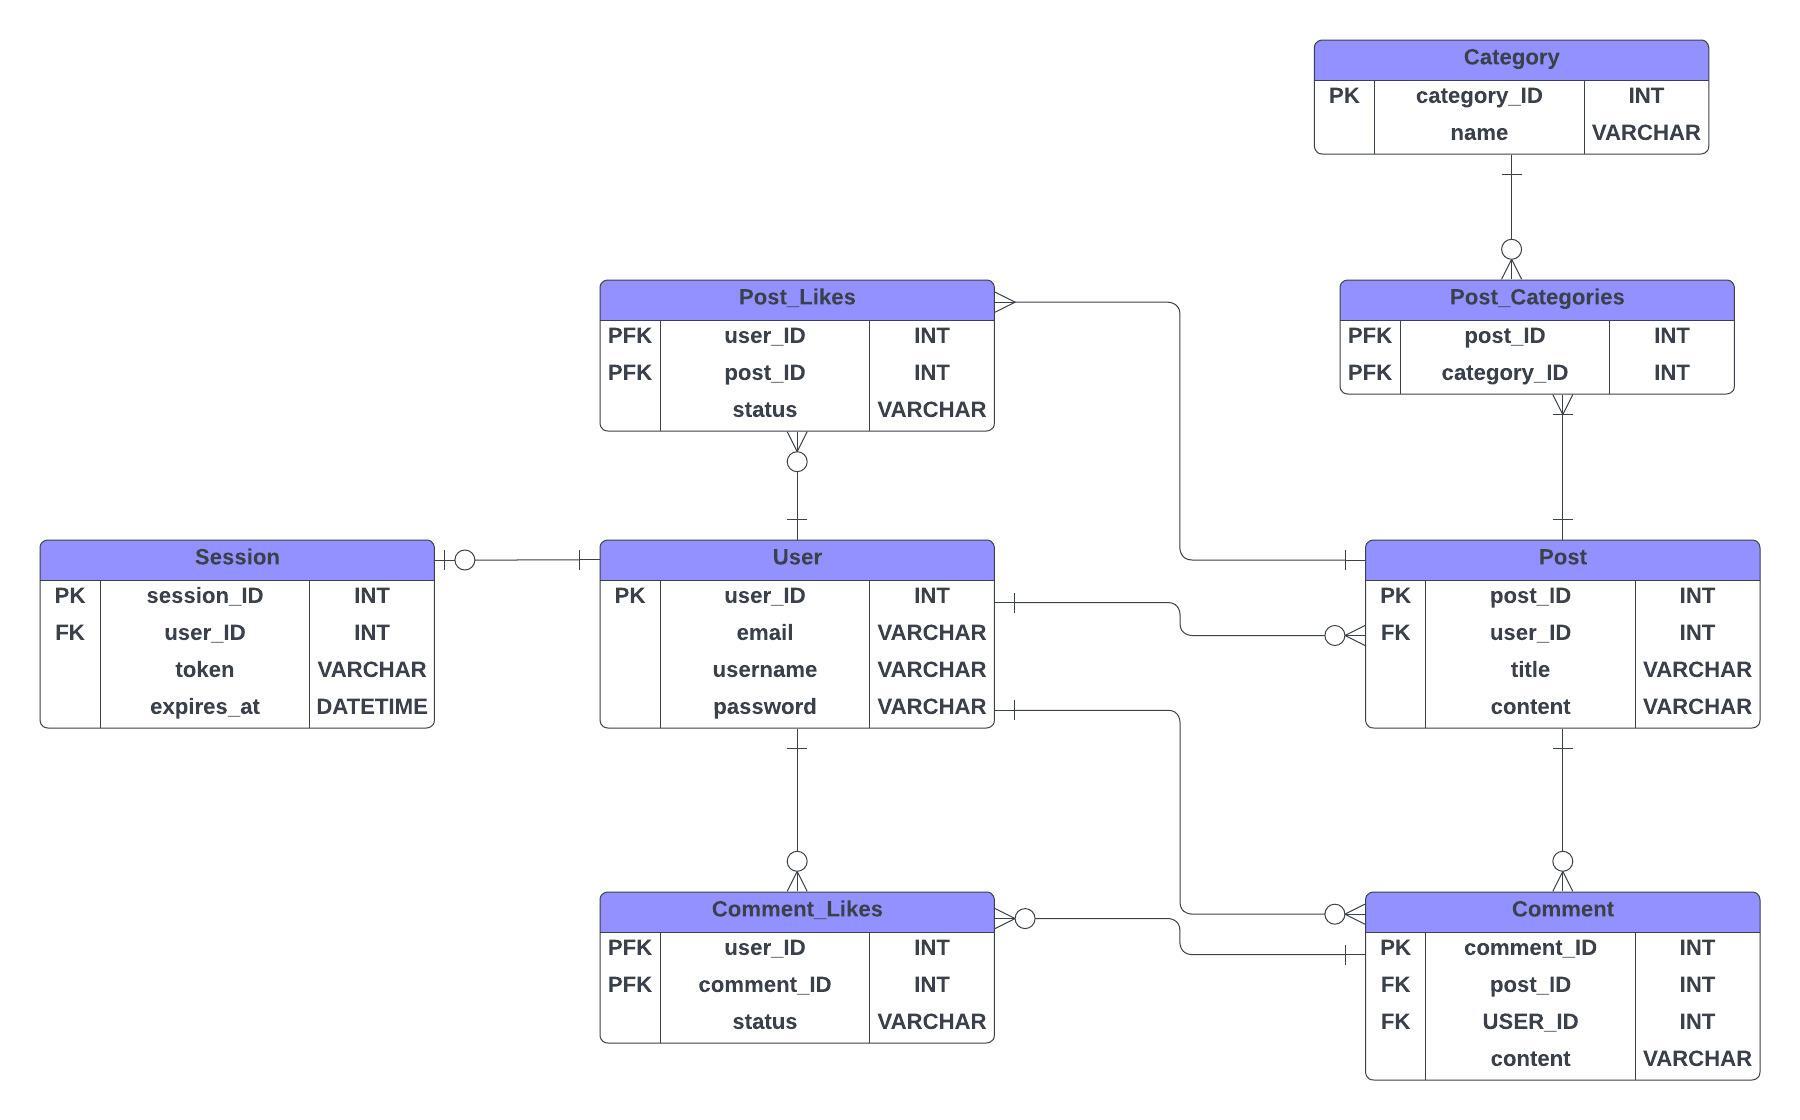 Category
PK category_ID INT
name VARCHAR
Post_Likes
PFK user_ID INT
PFK post_ID INT
status VARCHAR
Post_Categories
PFK post_ID INT
PFK category_ID INT
Session
PK session_ID INT
FK user_ID INT
token VARCHAR
expires_at DATETIME
User
PK user_ID INT
email VARCHAR
username VARCHAR
password VARCHAR
Post
PK post_ID INT
FK user_ID INT
title VARCHAR
content VARCHAR
Comment_Likes
PFK user_ID INT
PFK comment_ID INT
status VARCHAR
Comment
PK comment_ID INT
FK post_ID INT
FK USER_ID INT
content VARCHAR